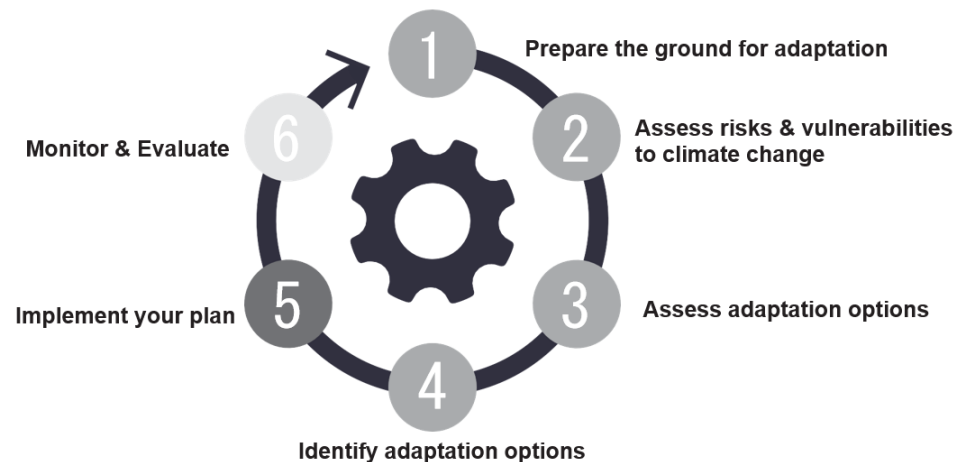 1
Prepare the ground for adaptation
2
Assess risks & vulnerabilities
to climate change
3
Assess adaptation options
4
Identify adaptation options
5
Implement your plan
6
Monitor & Evaluate